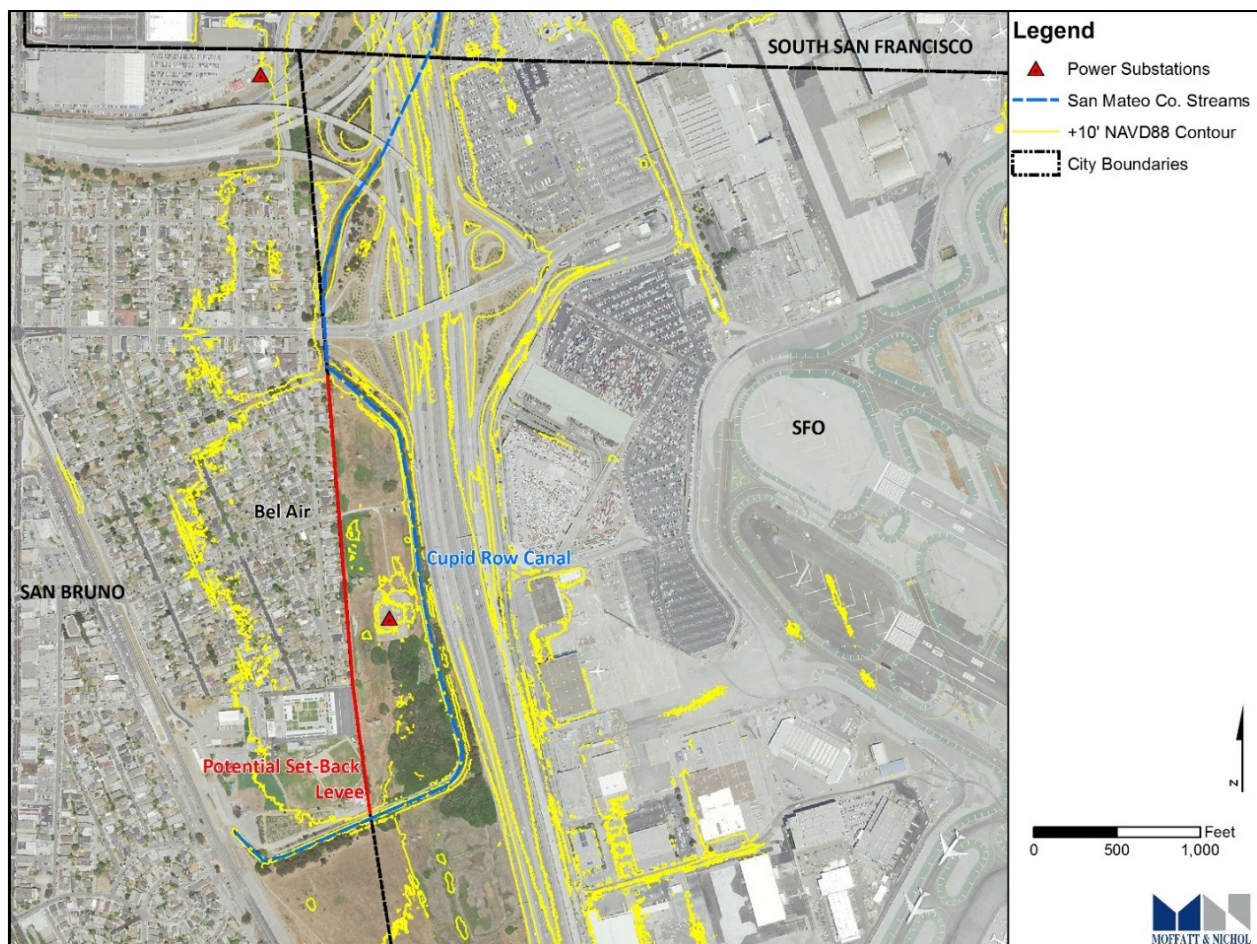 SOUTH SAN FRANCISCO
SFO
Bel Air
Cupid Row Canal
SAN BRUNO
Potential Set-Back
Levee
Legend
Power Substations
San Mateo Co. Streams
+10' NAVD88 Contour
City Boundaries
N
Feet
0 500 1,000
MOFFATT & NICHOL